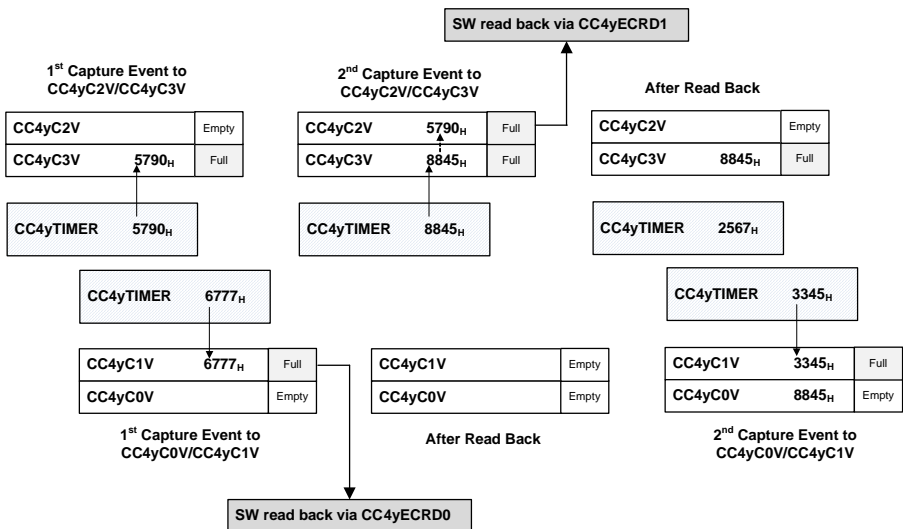 SW read back via CC4yECRD1
1st Capture Event to
CC4yC2V/CC4yC3V
2nd Capture Event to
CC4yC2V/CC4yC3V
After Read Back
CC4yC2V Empty
CC4yC3V 5790H Full
CC4yC2V 5790H Full
CC4yC3V 8845H Full
CC4yC2V Empty
CC4yC3V 8845H Full
CC4yTIMER 5790H
CC4yTIMER 8845H
CC4yTIMER 2567H
CC4yTIMER 6777H
CC4yTIMER 3345H
CC4yC1V 6777H Full
CC4yC0V Empty
CC4yC1V Empty
CC4yC0V Empty
CC4yC1V 3345H Full
CC4yC0V 8845H Empty
1st Capture Event to
CC4yC0V/CC4yC1V
After Read Back
2nd Capture Event to
CC4yC0V/CC4yC1V
SW read back via CC4yECRD0